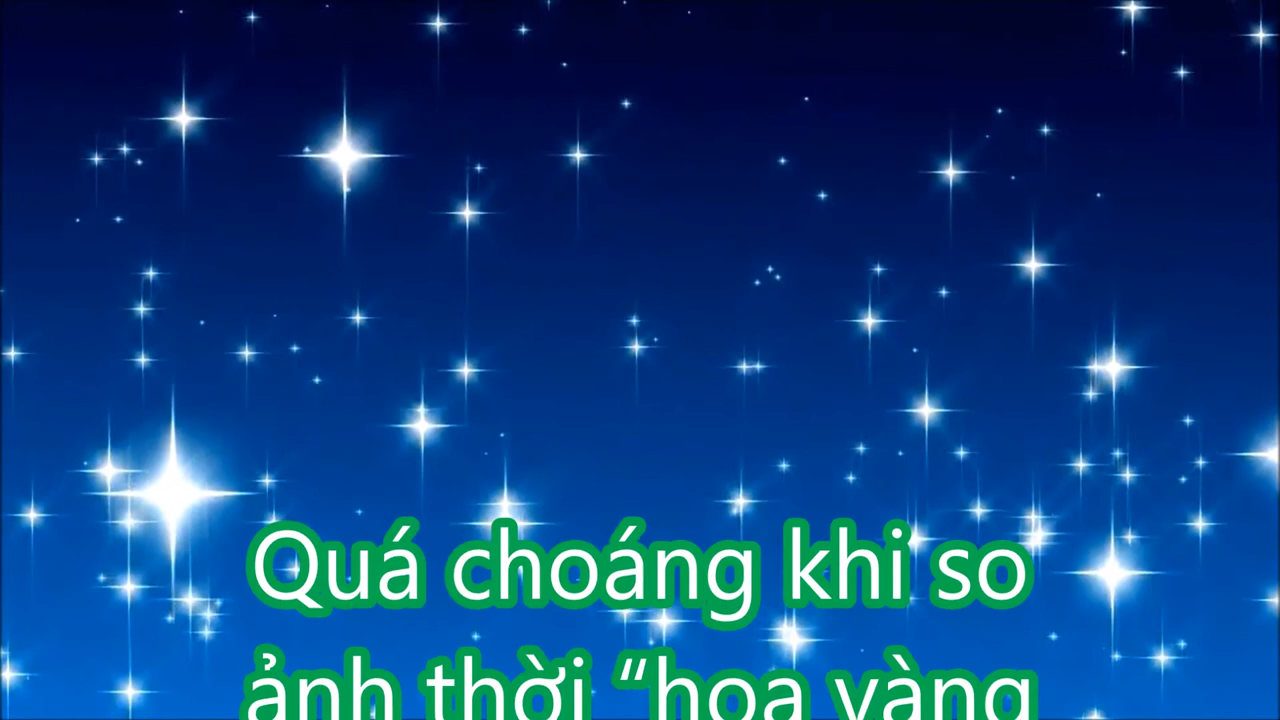 Quá choáng khi so
ảnh thời “hoa vàng